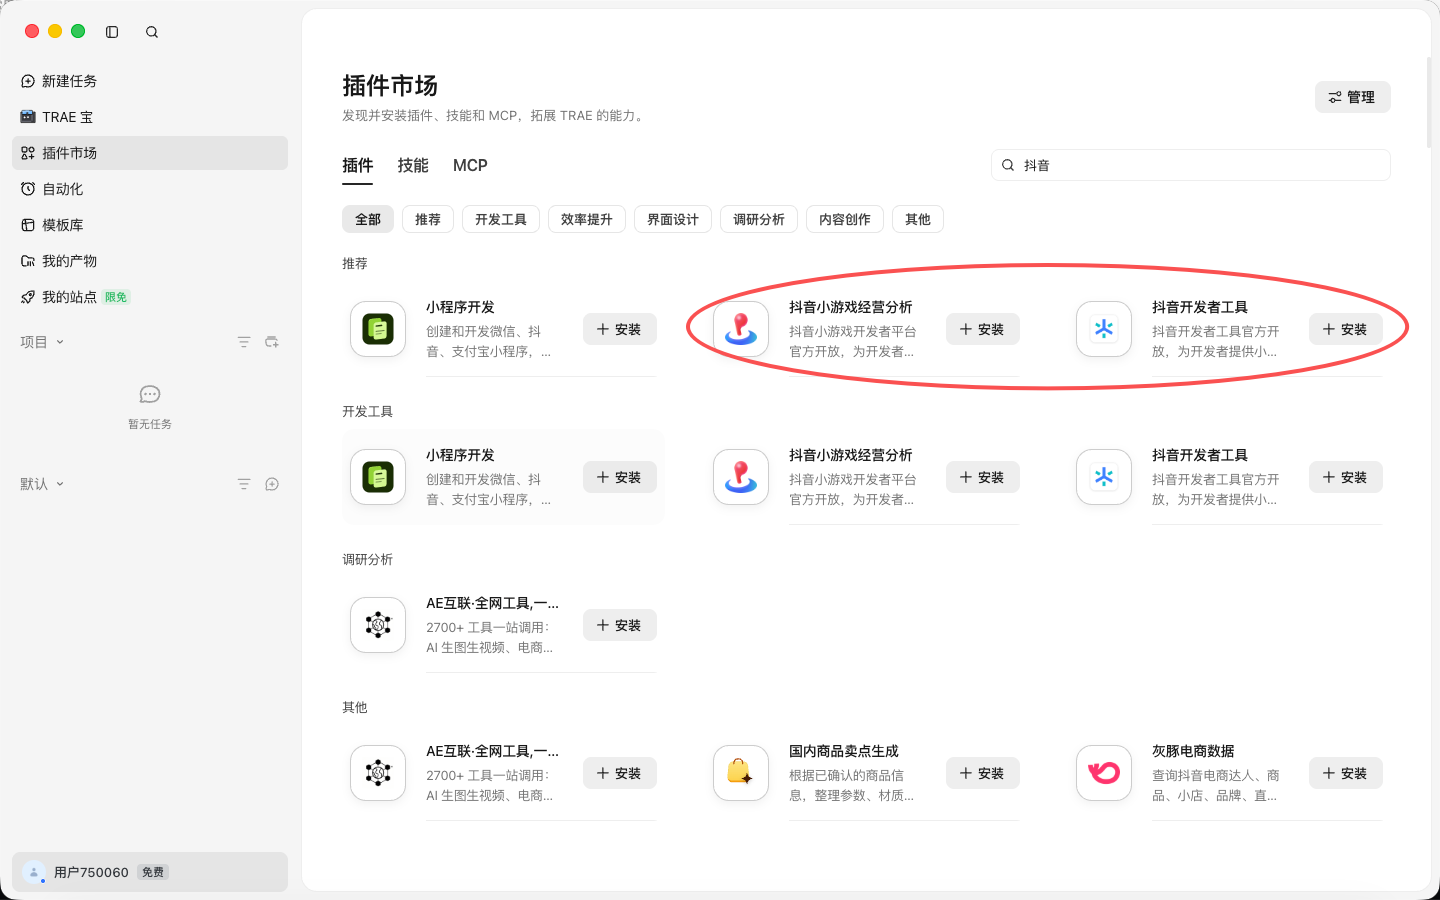 新建任务
TRAE 宝
插件市场
自动化
模板库
我的产物
我的站点 限免
项目
暂无任务
默认
用户750060 免费
插件市场
管理
发现并安装插件、技能和 MCP，拓展 TRAE 的能力。
插件 技能 MCP
抖音
全部 推荐 开发工具 效率提升 界面设计 调研分析 内容创作 其他
推荐
小程序开发
创建和开发微信、抖
音、支付宝小程序，...
安装
抖音小游戏经营分析
抖音小游戏开发者平台
官方开放，为开发者...
安装
抖音开发者工具
抖音开发者工具官方开
放，为开发者提供小...
安装
开发工具
小程序开发
创建和开发微信、抖
音、支付宝小程序，...
安装
抖音小游戏经营分析
抖音小游戏开发者平台
官方开放，为开发者...
安装
抖音开发者工具
抖音开发者工具官方开
放，为开发者提供小...
安装
调研分析
AE互联·全网工具,一...
2700+ 工具一站调用：
AI 生图生视频、电商...
安装
其他
AE互联·全网工具,一...
2700+ 工具一站调用：
AI 生图生视频、电商...
安装
国内商品卖点生成
根据已确认的商品信
息，整理参数、材质...
安装
灰豚电商数据
查询抖音电商达人、商
品、小店、品牌、直...
安装